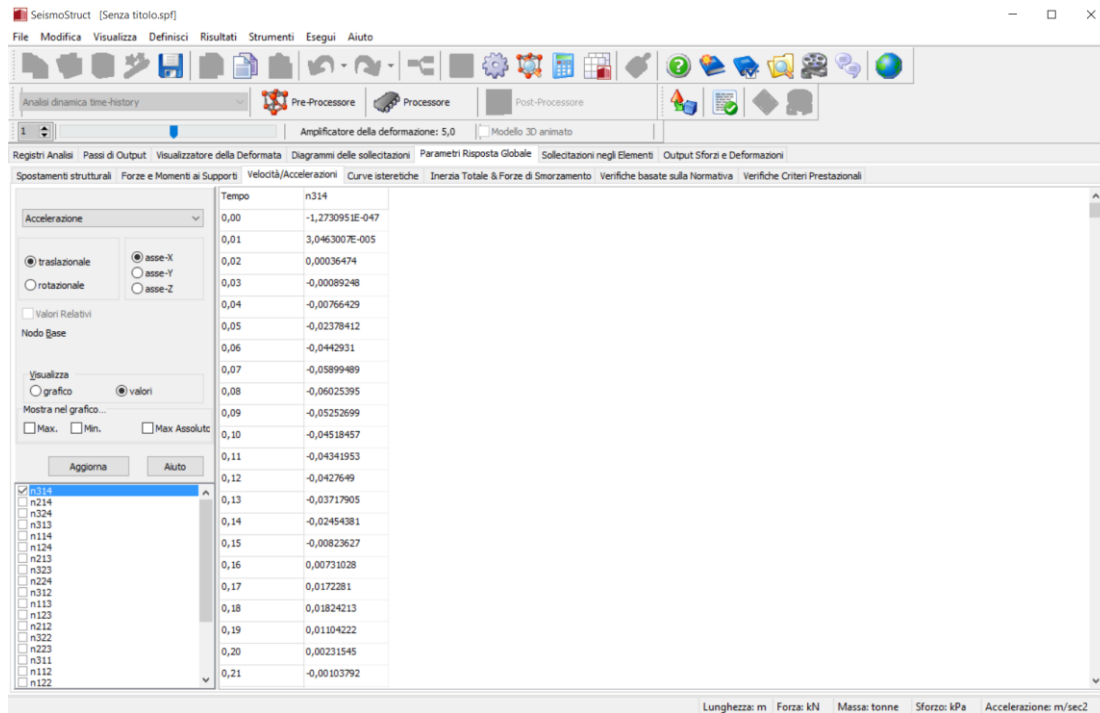 SeismoStruct [Senza titolo.spf]
File Modifica Visualizza Definisci Risultati Strumenti Esegui Aiuto
Analisi dinamica time-history Pre-Processore Processore Post-Processore
1 Amplificatore della deformazione: 5,0 Modello 3D animato
Registri Analisi Passi di Output Visualizzatore della Deformata Diagrammi delle sollecitazioni Parametri Risposta Globale Sollecitazioni negli Elementi Output Sforzi e Deformazioni
Spostamenti strutturali Forze e Momenti ai Supporti Velocità/Accelerazioni Curve isteretiche Inerzia Totale & Forze di Smorzamento Verifiche basate sulla Normativa Verifiche Criteri Prestazionali
Accelerazione
traslazionale
rotazionale
asse-X
asse-Y
asse-Z
Valori Relativi
Nodo Base
Visualizza
grafico valori
Mostra nel grafico...
Max. Min. Max Assoluto
Aggiorna Aiuto
n314
n214
n324
n313
n114
n124
n213
n323
n224
n312
n113
n123
n212
n322
n223
n311
n112
n122
Tempo n314
0,00 -1,2730951E-047
0,01 3,0463007E-005
0,02 0,00036474
0,03 -0,00089248
0,04 -0,00766429
0,05 -0,02378412
0,06 -0,0442931
0,07 -0,05899489
0,08 -0,06025395
0,09 -0,05252699
0,10 -0,04518457
0,11 -0,04341953
0,12 -0,0427649
0,13 -0,03717905
0,14 -0,02454381
0,15 -0,00823627
0,16 0,00731028
0,17 0,0172281
0,18 0,01824213
0,19 0,01104222
0,20 0,00231545
0,21 -0,00103792
Lunghezza: m Forza: kN Massa: tonne Sforzo: kPa Accelerazione: m/sec2